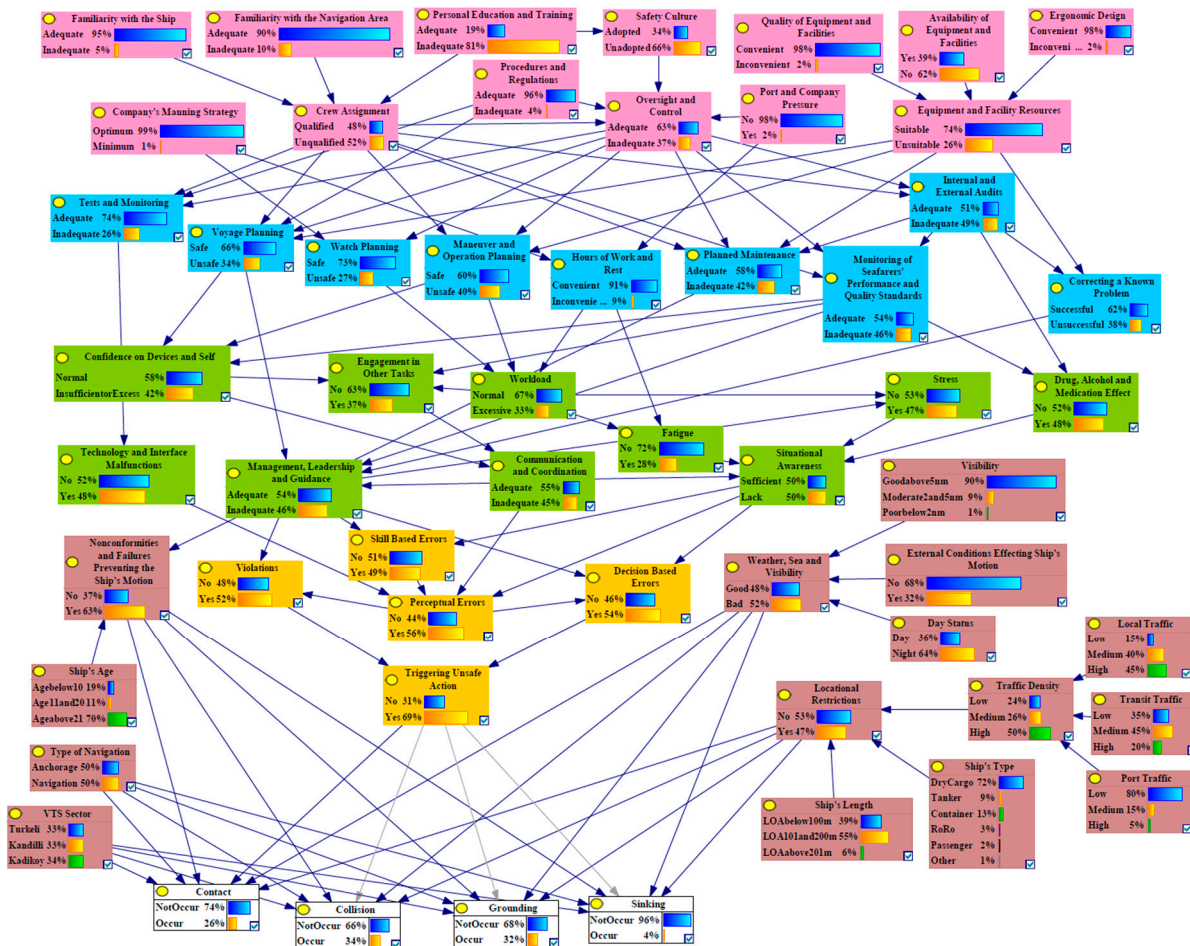 Familiarity with the Ship
Adequate 95%
Inadequate 5%
Familiarity with the Navigation Area
Adequate 90%
Inadequate 10%
Personal Education and Training
Adequate 19%
Inadequate 81%
Safety Culture
Adopted 34%
Unadopted 66%
Quality of Equipment and
Facilities
Convenient 98%
Inconvenient 2%
Availability of
Equipment and
Facilities
Yes 39%
No 62%
Ergonomic Design
Convenient 98%
Inconveni ... 2%
Company's Manning Strategy
Optimum 99%
Minimum 1%
Crew Assignment
Qualified 48%
Unqualified 52%
Procedures and
Regulations
Adequate 96%
Inadequate 4%
Oversight and
Control
Adequate 63%
Inadequate 37%
Port and Company
Pressure
No 98%
Yes 2%
Equipment and Facility Resources
Suitable 74%
Unsuitable 26%
Tests and Monitoring
Adequate 74%
Inadequate 26%
Voyage Planning
Safe 66%
Unsafe 34%
Watch Planning
Safe 73%
Unsafe 27%
Maneuver and
Operation Planning
Safe 60%
Unsafe 40%
Hours of Work and
Rest
Convenient 91%
Inconvenie ... 9%
Planned Maintenance
Adequate 58%
Inadequate 42%
Monitoring of
Seafarers'
Performance and
Quality Standards
Adequate 54%
Inadequate 46%
Internal and
External Audits
Adequate 51%
Inadequate 49%
Correcting a Known
Problem
Successful 62%
Unsuccessful 38%
Confidence on Devices and Self
Normal 58%
InsufficientorExcess 42%
Engagement in
Other Tasks
No 63%
Yes 37%
Workload
Normal 67%
Excessive 33%
Stress
No 53%
Yes 47%
Drug, Alcohol and
Medication Effect
No 52%
Yes 48%
Technology and Interface
Malfunctions
No 52%
Yes 48%
Management, Leadership
and Guidance
Adequate 54%
Inadequate 46%
Communication
and Coordination
Adequate 55%
Inadequate 45%
Fatigue
No 72%
Yes 28%
Situational
Awareness
Sufficient 50%
Lack 50%
Visibility
Goodabove5nm 90%
Moderate2and5nm 9%
Poorbelow2nm 1%
Nonconformities
and Failures
Preventing the
Ship's Motion
No 37%
Yes 63%
Violations
No 48%
Yes 52%
Skill Based Errors
No 51%
Yes 49%
Perceptual Errors
No 44%
Yes 56%
Decision Based
Errors
No 46%
Yes 54%
Weather, Sea and
Visibility
Good 48%
Bad 52%
External Conditions Effecting Ship's
Motion
No 68%
Yes 32%
Day Status
Day 36%
Night 64%
Local Traffic
Low 15%
Medium 40%
High 45%
Ship's Age
Agebelow10 19%
Age11and20 11%
Ageabove21 70%
Triggering Unsafe
Action
No 31%
Yes 69%
Locational
Restrictions
No 53%
Yes 47%
Traffic Density
Low 24%
Medium 26%
High 50%
Transit Traffic
Low 35%
Medium 45%
High 20%
Type of Navigation
Anchorage 50%
Navigation 50%
Port Traffic
Low 80%
Medium 15%
High 5%
VTS Sector
Turkeli 33%
Kandilli 33%
Kadikoy 34%
Ship's Length
LOAbelow100m 39%
LOA101and200m 55%
LOAabove201m 6%
Ship's Type
DryCargo 72%
Tanker 9%
Container 13%
RoRo 3%
Passenger 2%
Other 1%
Contact
NotOccur 74%
Occur 26%
Collision
NotOccur 66%
Occur 34%
Grounding
NotOccur 68%
Occur 32%
Sinking
NotOccur 96%
Occur 4%